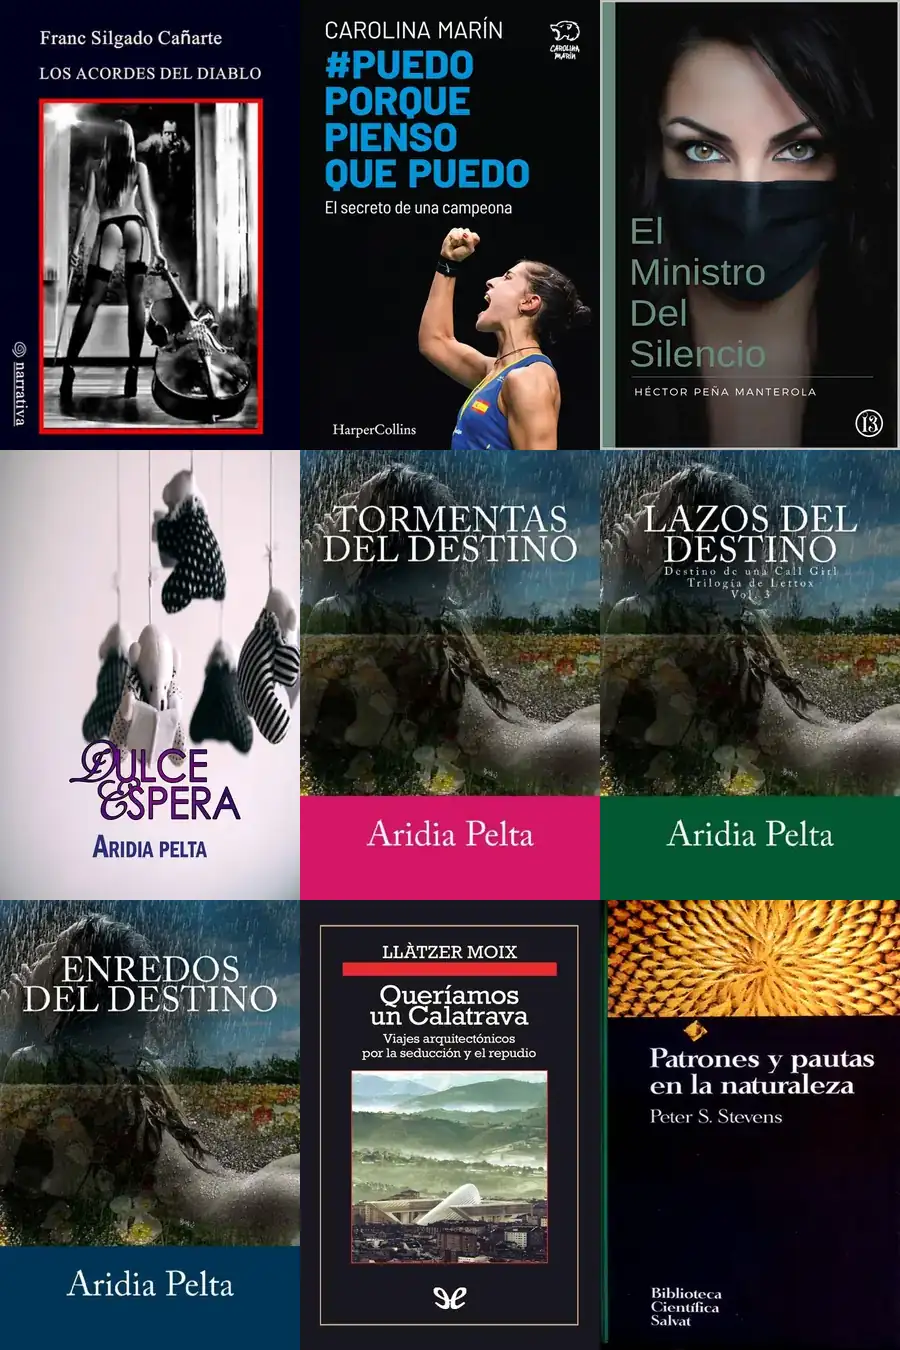 Franc Silgado Cañarte
LOS ACORDES DEL DIABLO
narrativa
CAROLINA MARÍN
#PUEDO
PORQUE
PIENSO
QUE PUEDO
El secreto de una campeona
CAROLINA
MARÍN
HarperCollins
El
Ministro
Del
Silencio
HÉCTOR PEÑA MANTEROLA
13
DULCE
ESPERA
ARIDIA PELTA
TORMENTAS
DEL DESTINO
Aridia Pelta
LAZOS DEL
DESTINO
Destino de una Call Girl
Trilogía de Lettox
Vol. 3
Aridia Pelta
ENREDOS
DEL DESTINO
Aridia Pelta
LLÀTZER MOIX
Queríamos
un Calatrava
Viajes arquitectónicos
por la seducción y el repudio
Patrones y pautas
en la naturaleza
Peter S. Stevens
Biblioteca
Científica
Salvat